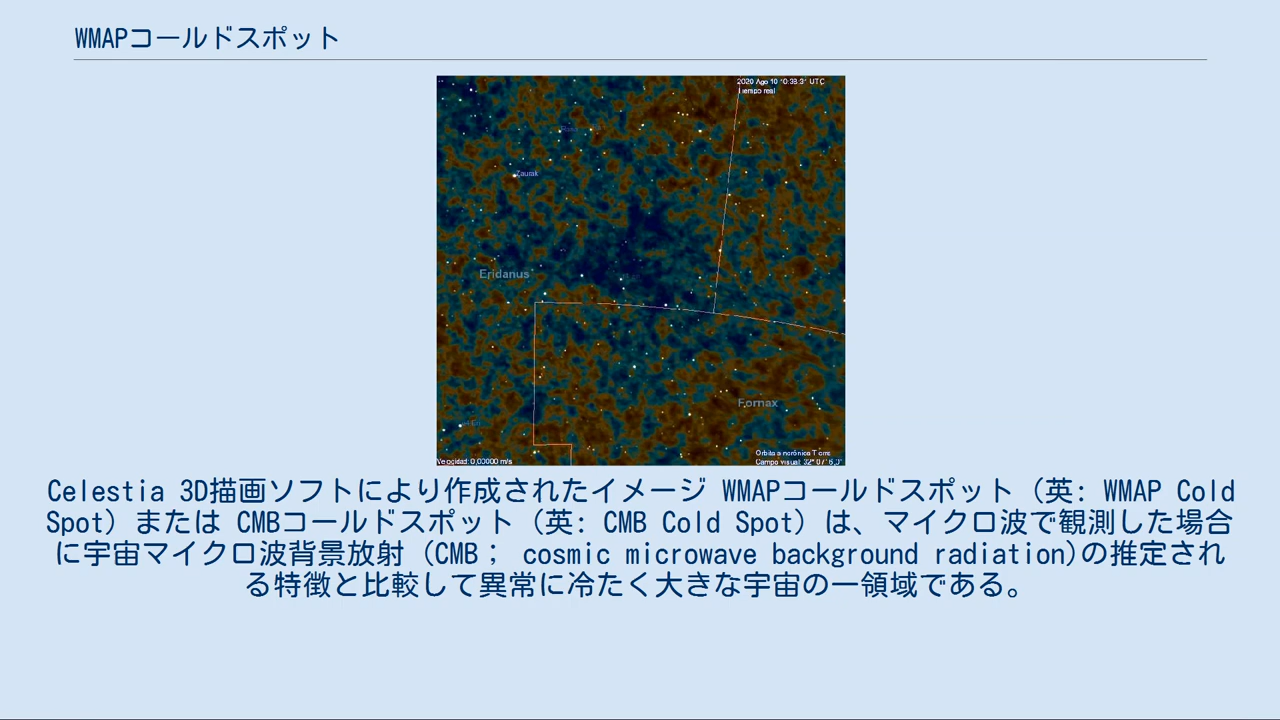 WMAPコールドスポット
2020 Ago 10
UTC
Tiempo real
Zaurak
Eridanus
Fornax
Velocidad: 0,00000 m/s
Campo visual: 32° 07'
Celestia 3D描画ソフトにより作成されたイメージ WMAPコールドスポット (英: WMAP Cold
Spot) または CMBコールドスポット (英: CMB Cold Spot) は、マイクロ波で観測した場合
に宇宙マイクロ波背景放射 (CMB； cosmic microwave background radiation)の推定され
る特徴と比較して異常に冷たく大きな宇宙の一領域である。